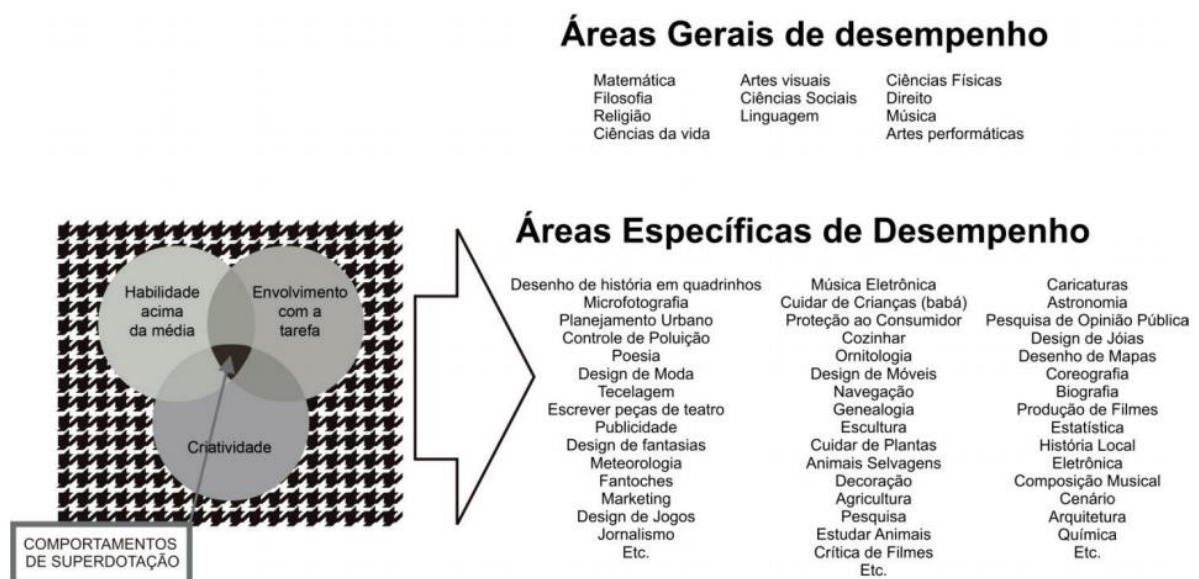 Áreas Gerais de desempenho
Matemática
Filosofia
Religião
Ciências da vida
Artes visuais
Ciências Sociais
Linguagem
Ciências Físicas
Direito
Música
Artes performáticas
Habilidade
acima
da média
Envolvimento
com a
tarefa
Criatividade
COMPORTAMENTOS
DE SUPERDOTAÇÃO
Áreas Específicas de Desempenho
Desenho de história em quadrinhos
Microfotografia
Planejamento Urbano
Controle de Poluição
Poesia
Design de Moda
Tecelagem
Escrever peças de teatro
Publicidade
Design de fantasias
Meteorologia
Fantoches
Marketing
Design de Jogos
Jornalismo
Etc.
Música Eletrônica
Cuidar de Crianças (babá)
Proteção ao Consumidor
Cozinhar
Ornitologia
Design de Móveis
Navegação
Genealogia
Escultura
Cuidar de Plantas
Animais Selvagens
Decoração
Agricultura
Pesquisa
Estudar Animais
Crítica de Filmes
Etc.
Caricaturas
Astronomia
Pesquisa de Opinião Pública
Design de Jóias
Desenho de Mapas
Coreografia
Biografia
Produção de Filmes
Estatística
História Local
Eletrônica
Composição Musical
Cenário
Arquitetura
Química
Etc.